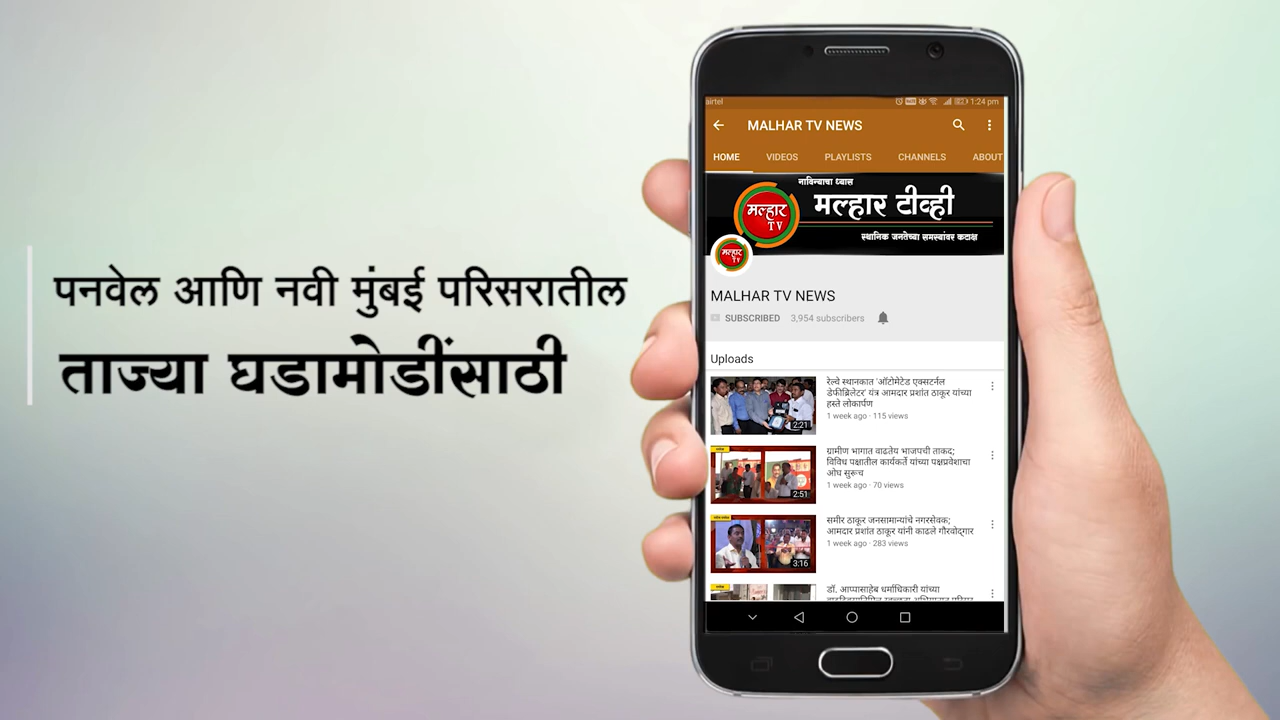 पनवेल आणि नवी मुंबई परिसरातील
ताज्या घडामोडींसाठी
airtel
1:24 pm
MALHAR TV NEWS
HOME VIDEOS PLAYLISTS CHANNELS ABOUT
नाविन्याचा ध्यास
मल्हार टीव्ही
मल्हार
TV
स्थानिक जनतेच्या समस्यांवर कटाक्ष
मल्हार
TV
MALHAR TV NEWS
SUBSCRIBED 3,954 subscribers
Uploads
रेल्वे स्थानकात 'ऑटोमेटेड एक्सटर्नल
डेफीब्रिलेटर' यंत्र आमदार प्रशांत ठाकूर यांच्या
हस्ते लोकार्पण
1 week ago · 115 views
2:21
ग्रामीण भागात वाढतेय भाजपची ताकद;
विविध पक्षातील कार्यकर्ते यांच्या पक्षप्रवेशाचा
ओघ सुरूच
1 week ago · 70 views
2:51
समीर ठाकूर जनसामान्यांचे नगरसेवक;
आमदार प्रशांत ठाकूर यांनी काढले गौरवोद्गार
1 week ago · 283 views
3:16
डॉ. आप्पासाहेब धर्माधिकारी यांच्या